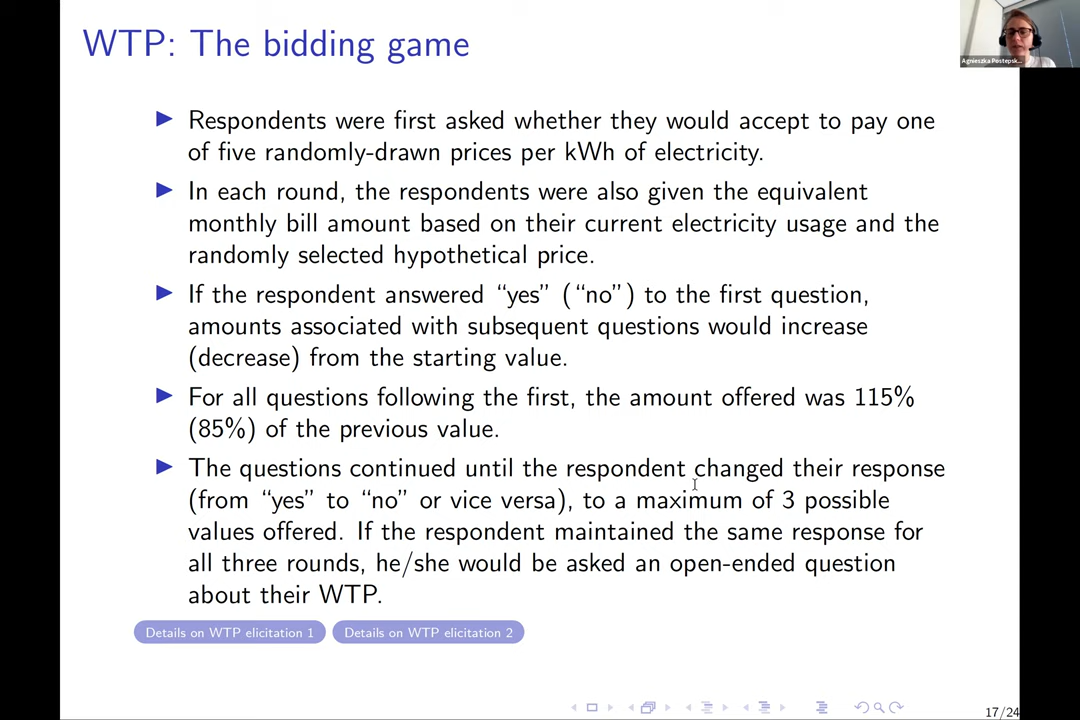 WTP: The bidding game
Agnieszka Postepsk...
Respondents were first asked whether they would accept to pay one
of five randomly-drawn prices per kWh of electricity.
In each round, the respondents were also given the equivalent
monthly bill amount based on their current electricity usage and the
randomly selected hypothetical price.
If the respondent answered “yes” (“no”) to the first question,
amounts associated with subsequent questions would increase
(decrease) from the starting value.
For all questions following the first, the amount offered was 115%
(85%) of the previous value.
The questions continued until the respondent changed their response
(from “yes” to “no” or vice versa), to a maximum of 3 possible
values offered. If the respondent maintained the same response for
all three rounds, he/she would be asked an open-ended question
about their WTP.
Details on WTP elicitation 1
Details on WTP elicitation 2
17/24